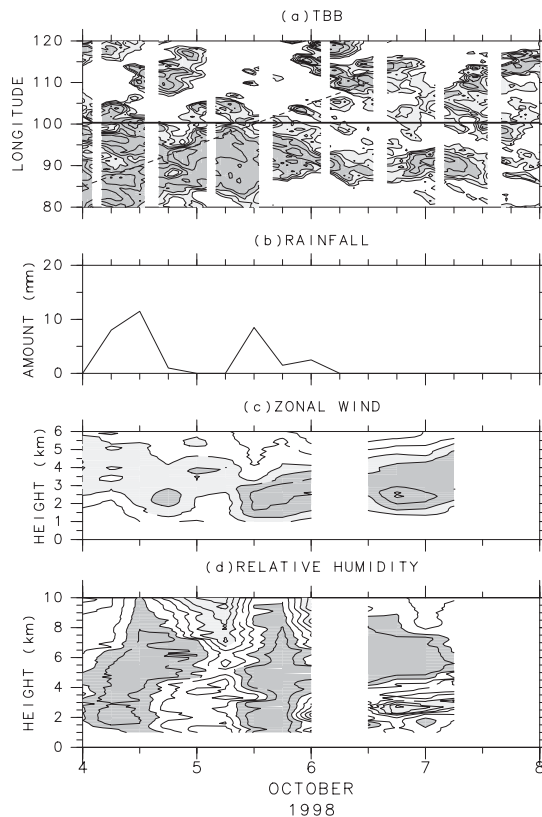 (a)TBB
120
110
100
90
80
LONGITUDE
(b)RAINFALL
20
10
0
AMOUNT (mm)
(c)ZONAL WIND
6
5
4
3
2
1
0
HEIGHT (km)
(d)RELATIVE HUMIDITY
10
8
6
4
2
0
HEIGHT (km)
4 5 6 7 8
OCTOBER
1998